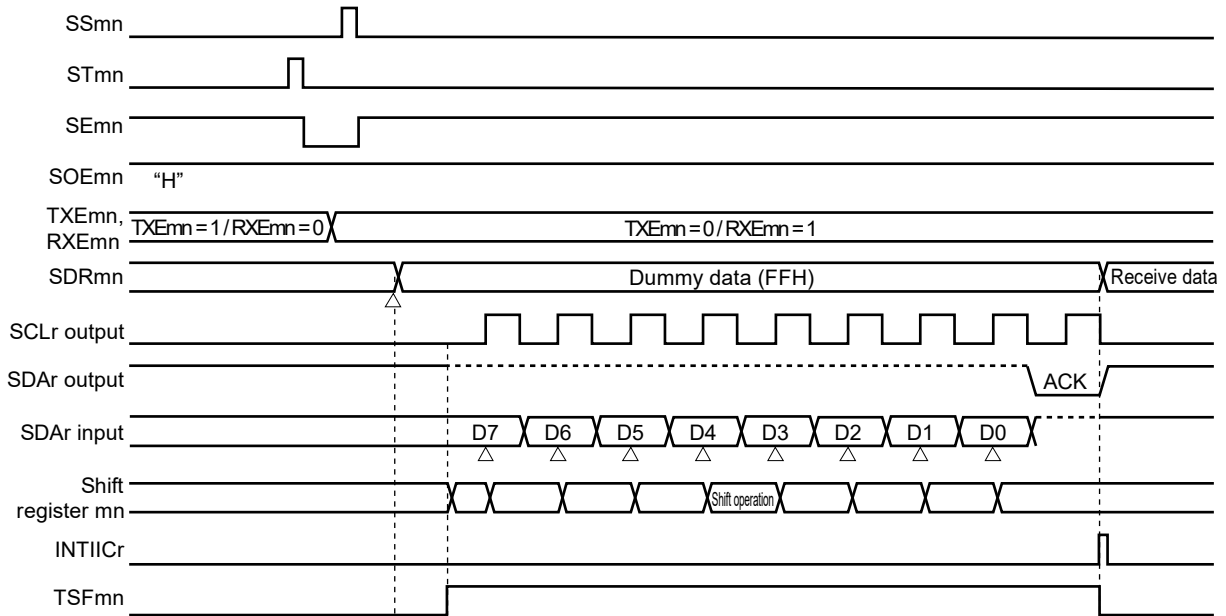 SSmn
STmn
SEmn
SOEmn "H"
TXEmn,
RXEmn TXEmn = 1 / RXEmn = 0 TXEmn = 0 / RXEmn = 1
SDRmn Dummy data (FFH) Receive data
SCLr output
SDAr output ACK
SDAr input D7 D6 D5 D4 D3 D2 D1 D0
Shift
register mn Shift operation
INTIICr
TSFmn